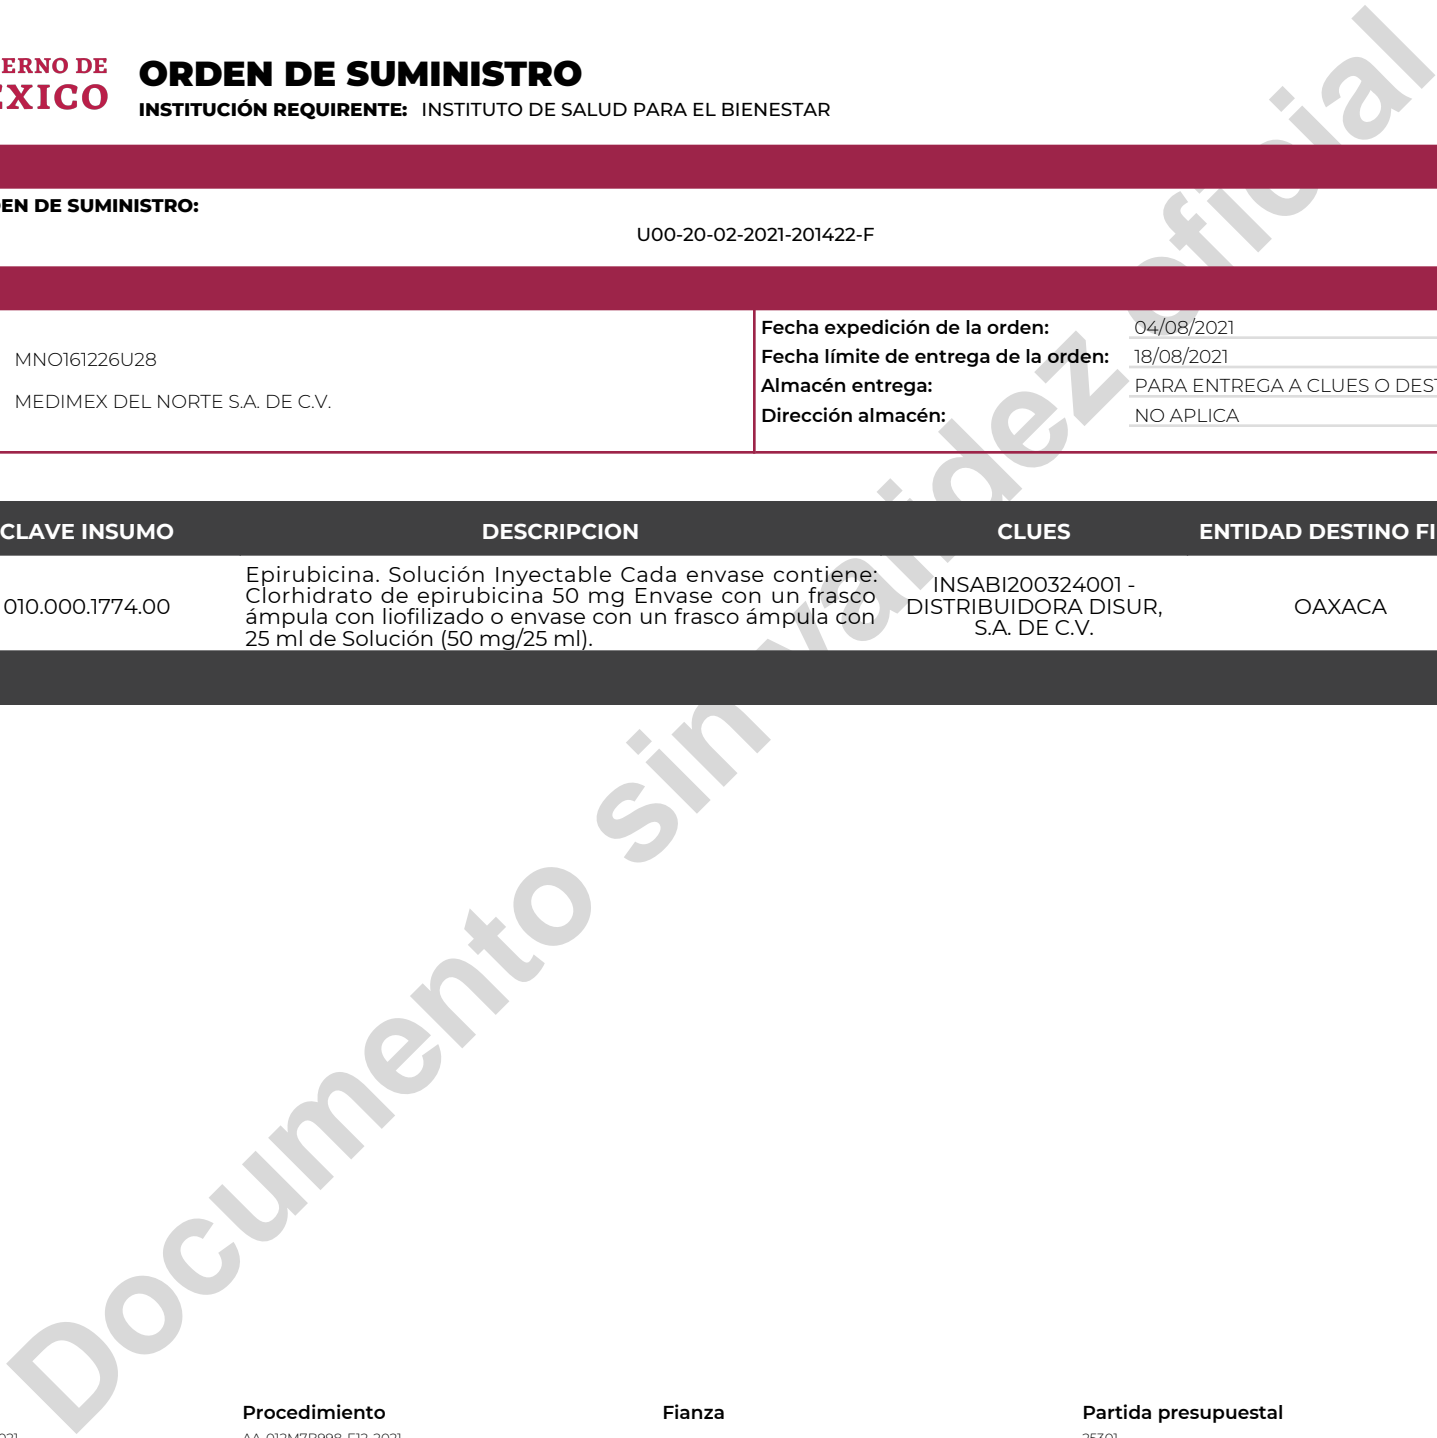 ERNO DE
EXICO
ORDEN DE SUMINISTRO
INSTITUCIÓN REQUIRENTE: INSTITUTO DE SALUD PARA EL BIENESTAR
EN DE SUMINISTRO:
U00-20-02-2021-201422-F
MNO161226U28
MEDIMEX DEL NORTE S.A. DE C.V.
Fecha expedición de la orden: 04/08/2021
Fecha límite de entrega de la orden: 18/08/2021
Almacén entrega: PARA ENTREGA A CLUES O DEST
Dirección almacén: NO APLICA
CLAVE INSUMO DESCRIPCION CLUES ENTIDAD DESTINO FI
010.000.1774.00
Epirubicina. Solución Inyectable Cada envase contiene:
Clorhidrato de epirubicina 50 mg Envase con un frasco
ámpula con liofilizado o envase con un frasco ámpula con
25 ml de Solución (50 mg/25 ml).
INSABI200324001 -
DISTRIBUIDORA DISUR,
S.A. DE C.V.
OAXACA
Documento sin validez oficial
Procedimiento Fianza Partida presupuestal